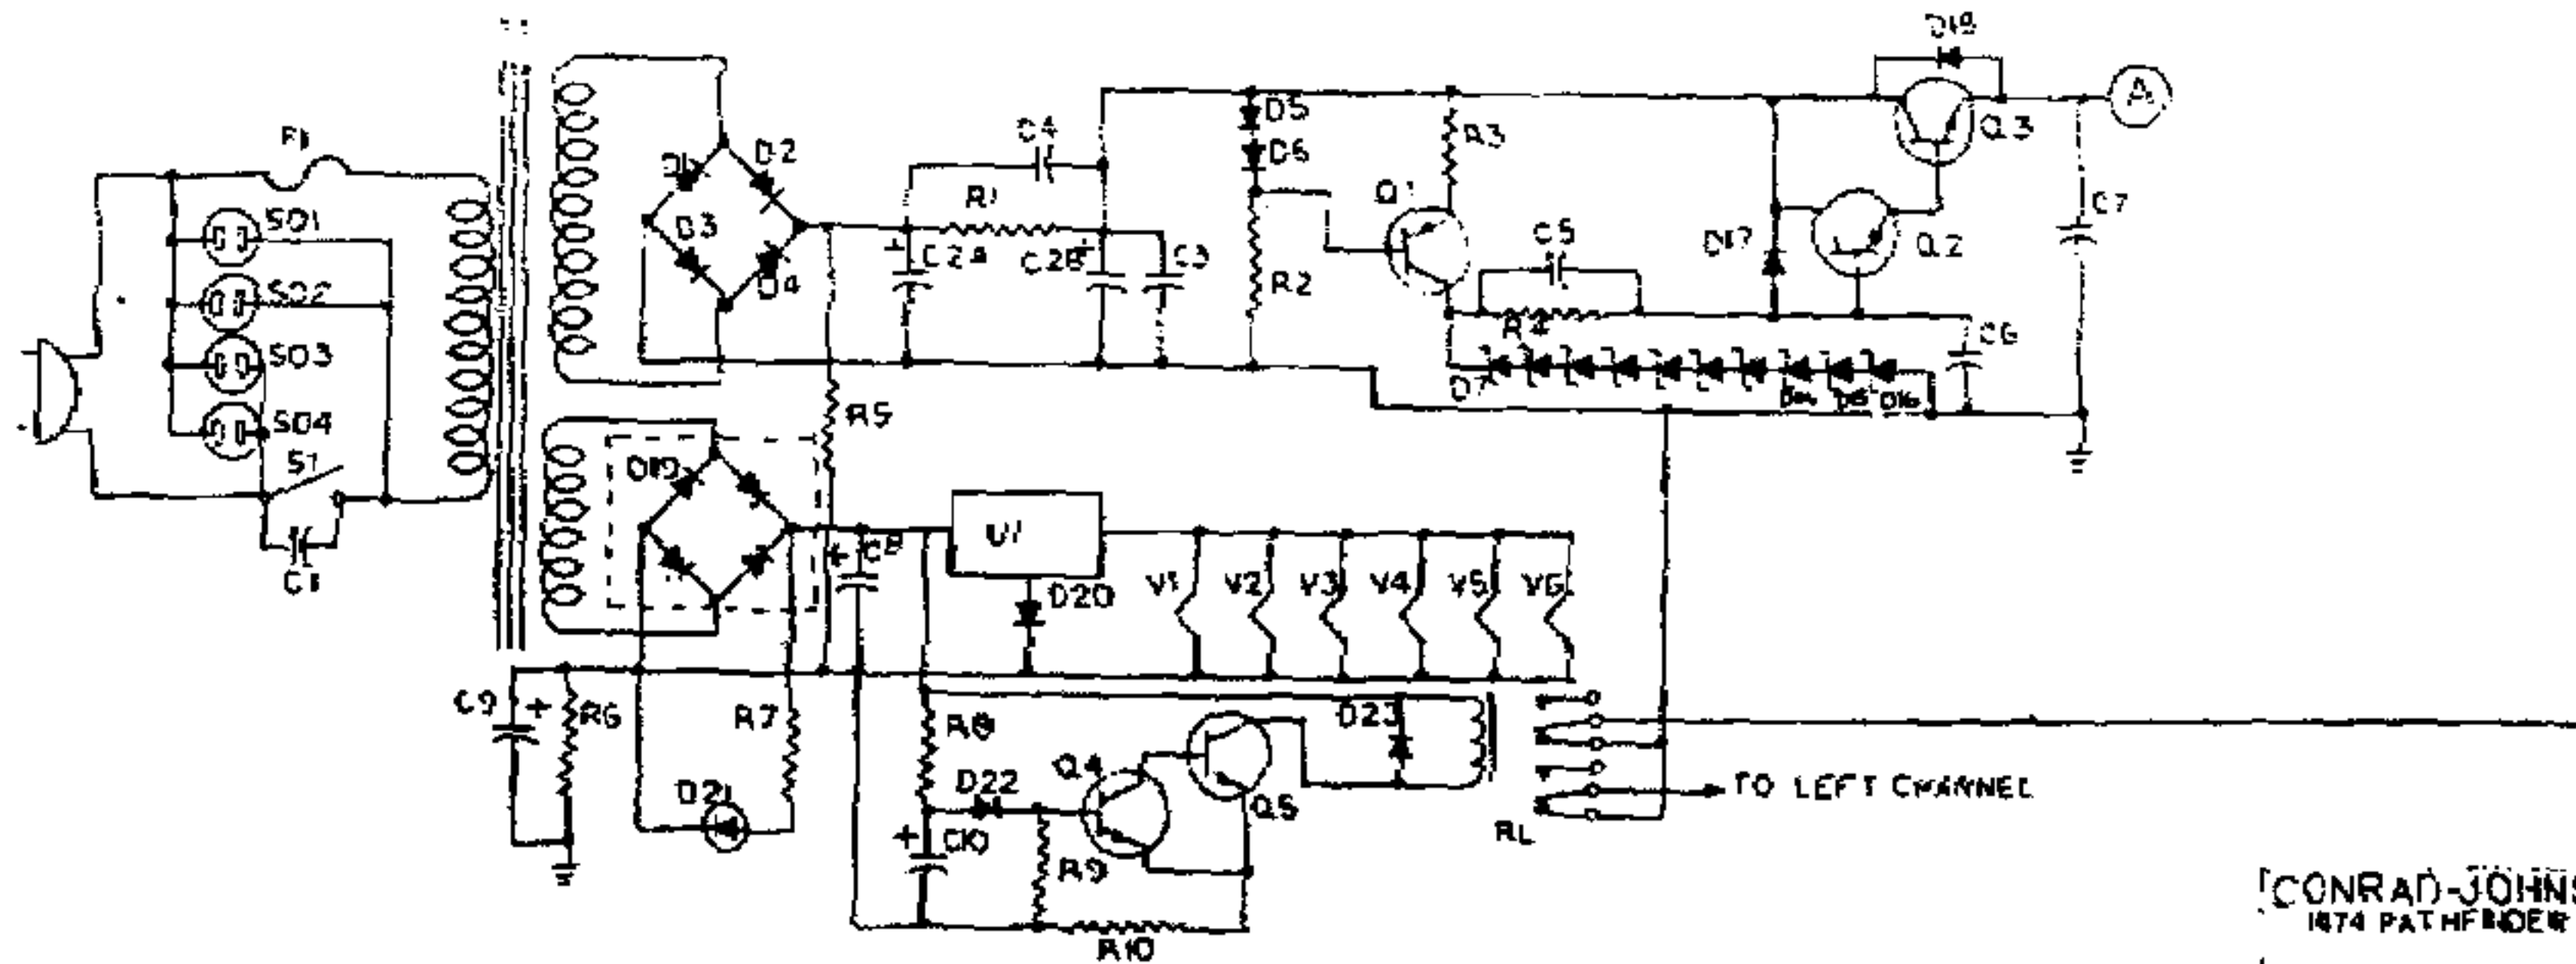 D18
A
D5
D4
R3
Q3
F1
D2
D1
D6
R1
Q1
SO1
D3
C7
C5
D17
Q2
C2A
C2B
C3
R2
SO2
D4
R4
C6
SO3
D7
D14 D15 D16
R5
SO4
S1
D19
U1
C8
C1
D20
V1
V2
V3
V4
V5
V6
C9
R6
R7
R8
D23
Q4
D22
D21
Q5
TO LEFT CHANNEL
C10
RL
R9
CONRAD-JOHNS
1874 PATHFINDER
R10